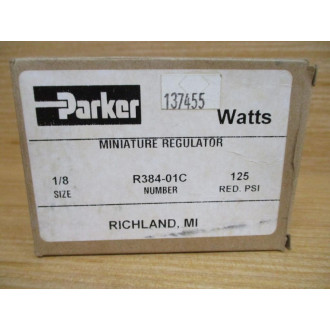 Parker
137455
Watts
MINIATURE REGULATOR
1/8 R384-01C 125
SIZE NUMBER RED. PSI
RICHLAND, MI